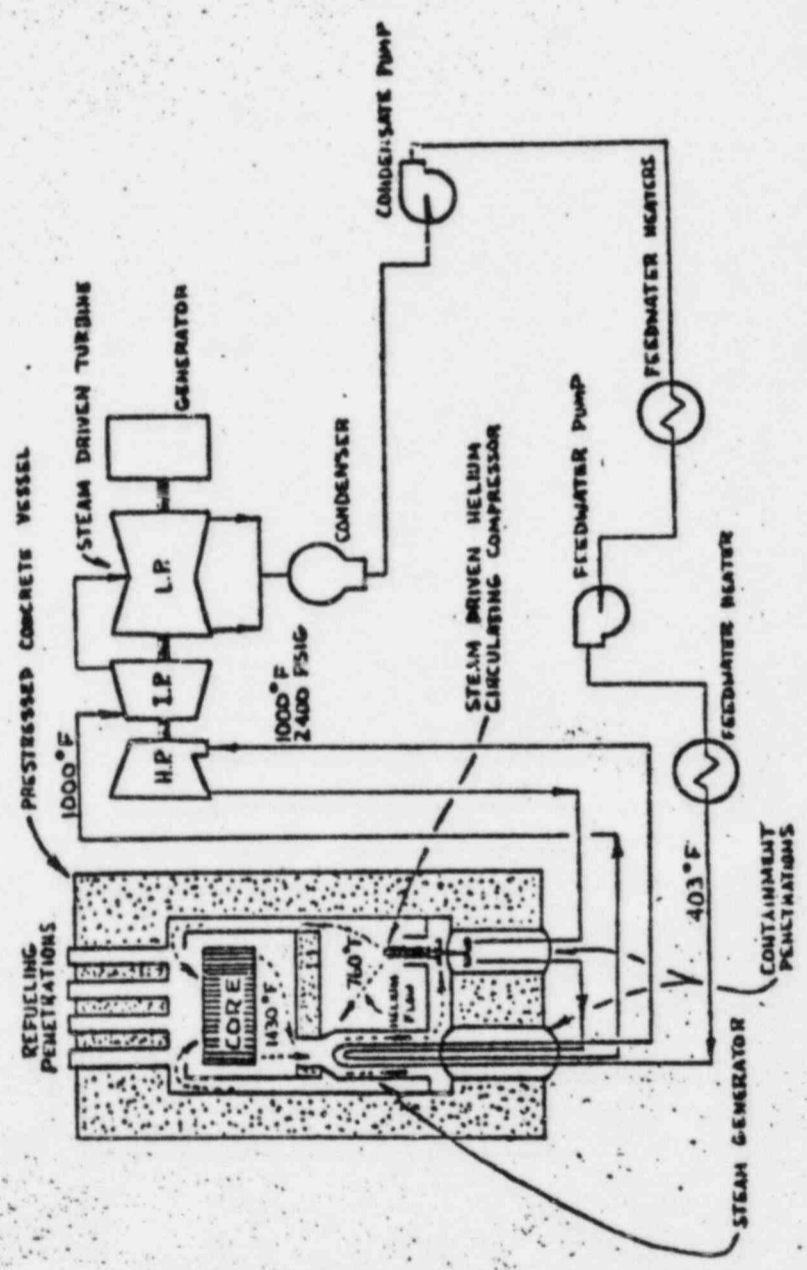 PRESTRESSED CONCRETE VESSEL
STEAM DRIVEN TURBINE
GENERATOR
REFUELING
PENETRATIONS
1000°F
H.P.
I.P.
L.P.
1000°F
2400 PSIG
CONDENSER
CONDENSATE PUMP
CORE
1430°F
760°F
HELIUM
FLOW
STEAM DRIVEN HELIUM
CIRCULATING COMPRESSOR
FEEDWATER PUMP
FEEDWATER HEATERS
FEEDWATER HEATER
403°F
CONTAINMENT
PENETRATIONS
STEAM GENERATOR